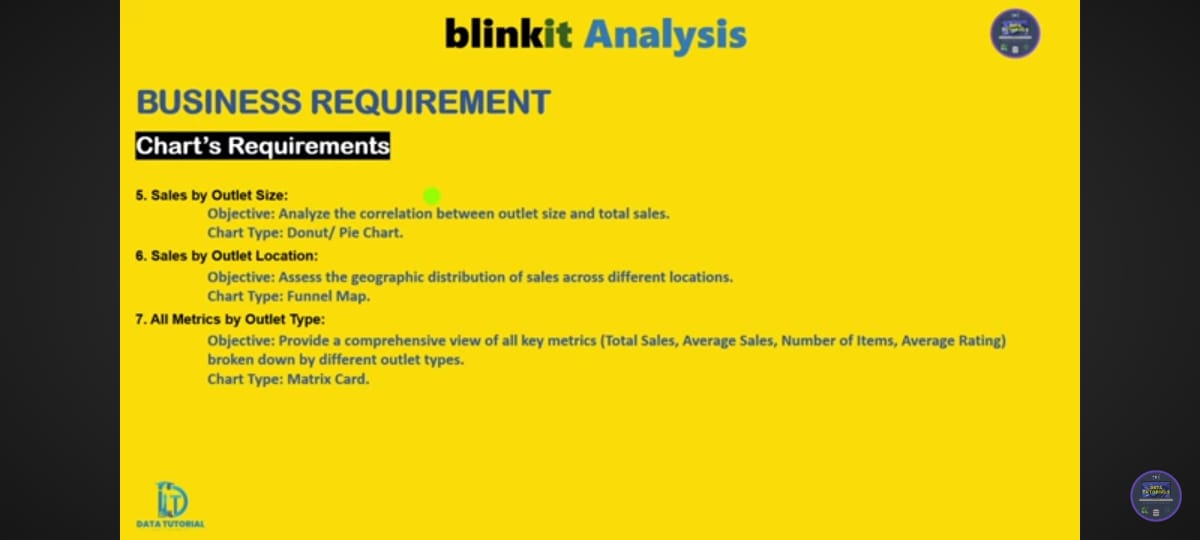 blinkit Analysis
BUSINESS REQUIREMENT
Chart's Requirements
5. Sales by Outlet Size:
Objective: Analyze the correlation between outlet size and total sales.
Chart Type: Donut/ Pie Chart.
6. Sales by Outlet Location:
Objective: Assess the geographic distribution of sales across different locations.
Chart Type: Funnel Map.
7. All Metrics by Outlet Type:
Objective: Provide a comprehensive view of all key metrics (Total Sales, Average Sales, Number of Items, Average Rating)
broken down by different outlet types.
Chart Type: Matrix Card.
DATA TUTORIAL